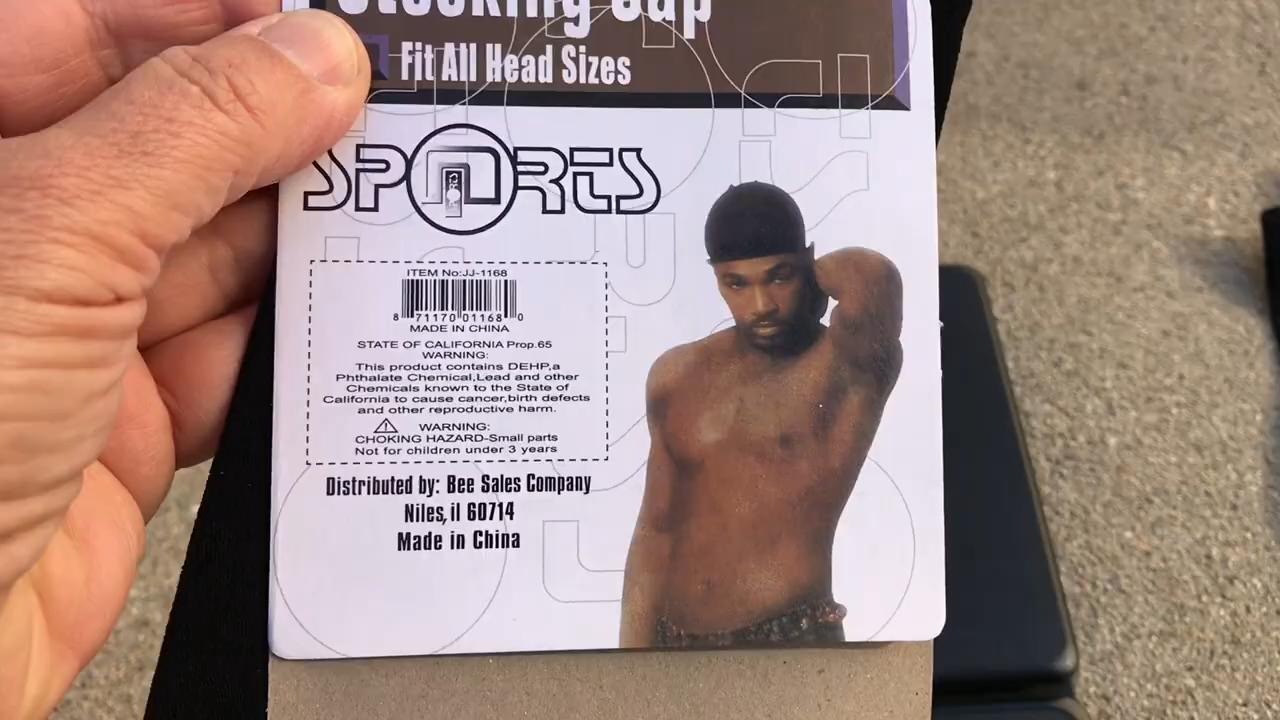 Stocking Cap
Fit All Head Sizes
SPORTS
ITEM No:JJ-1168
8 71170 01168 0
MADE IN CHINA
STATE OF CALIFORNIA Prop.65
WARNING:
This product contains DEHP,a
Phthalate Chemical,Lead and other
Chemicals known to the State of
California to cause cancer,birth defects
and other reproductive harm.
WARNING:
CHOKING HAZARD-Small parts
Not for children under 3 years
Distributed by: Bee Sales Company
Niles,il 60714
Made in China